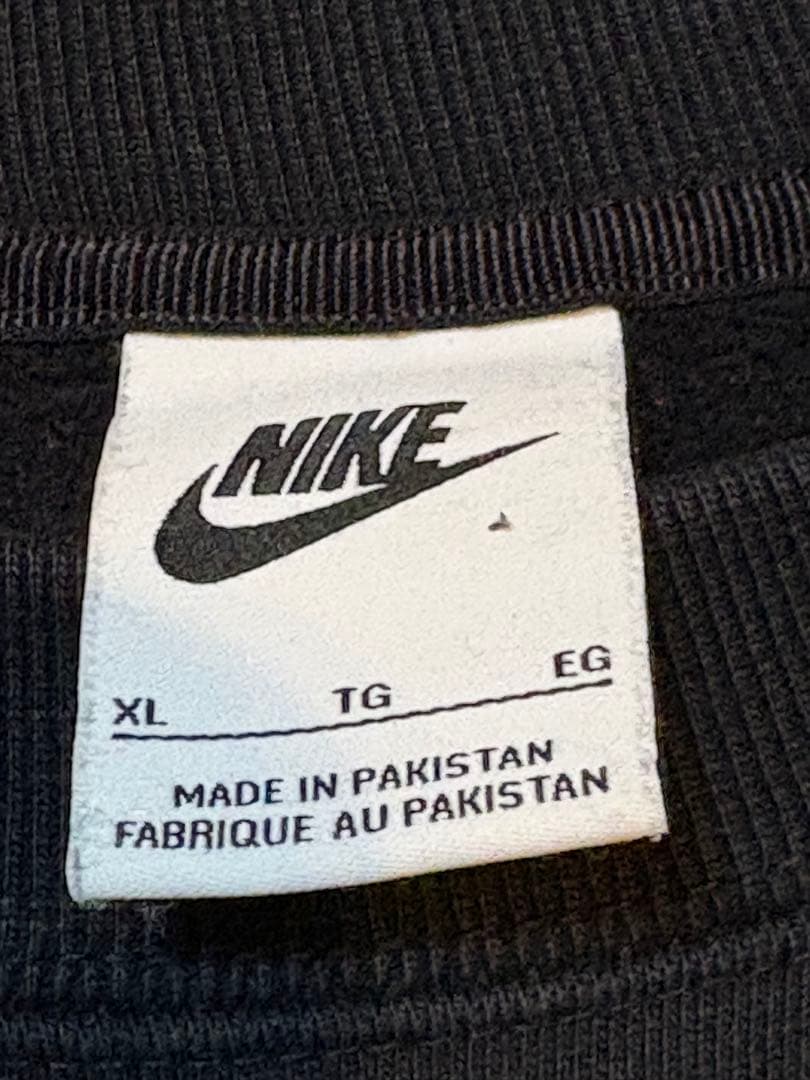 NIKE
XL TG EG
MADE IN PAKISTAN
FABRIQUE AU PAKISTAN